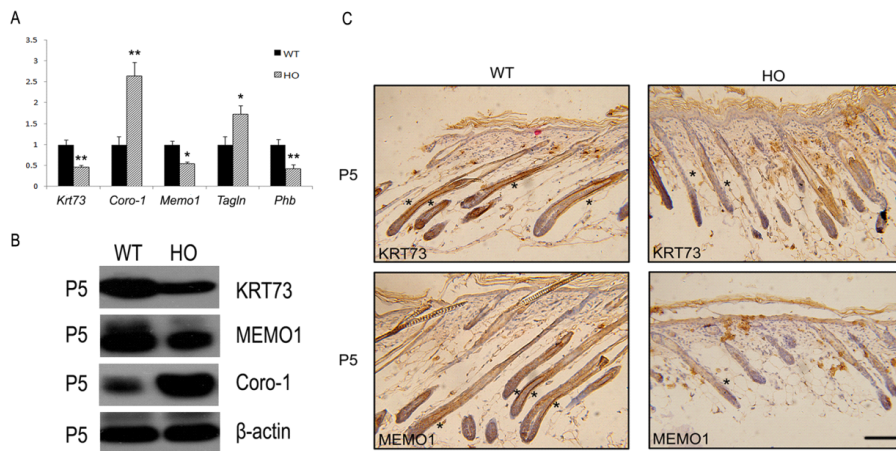 A
3.5
3
2.5
2
1.5
1
0.5
0
WT
HO
**
**
*
*
**
Krt73
Coro-1
Memo1
Tagln
Phb
B
WT HO
P5 KRT73
P5 MEMO1
P5 Coro-1
P5 β-actin
C
WT HO
P5
* * * *
KRT73
* *
KRT73
P5
* * * *
MEMO1
*
MEMO1